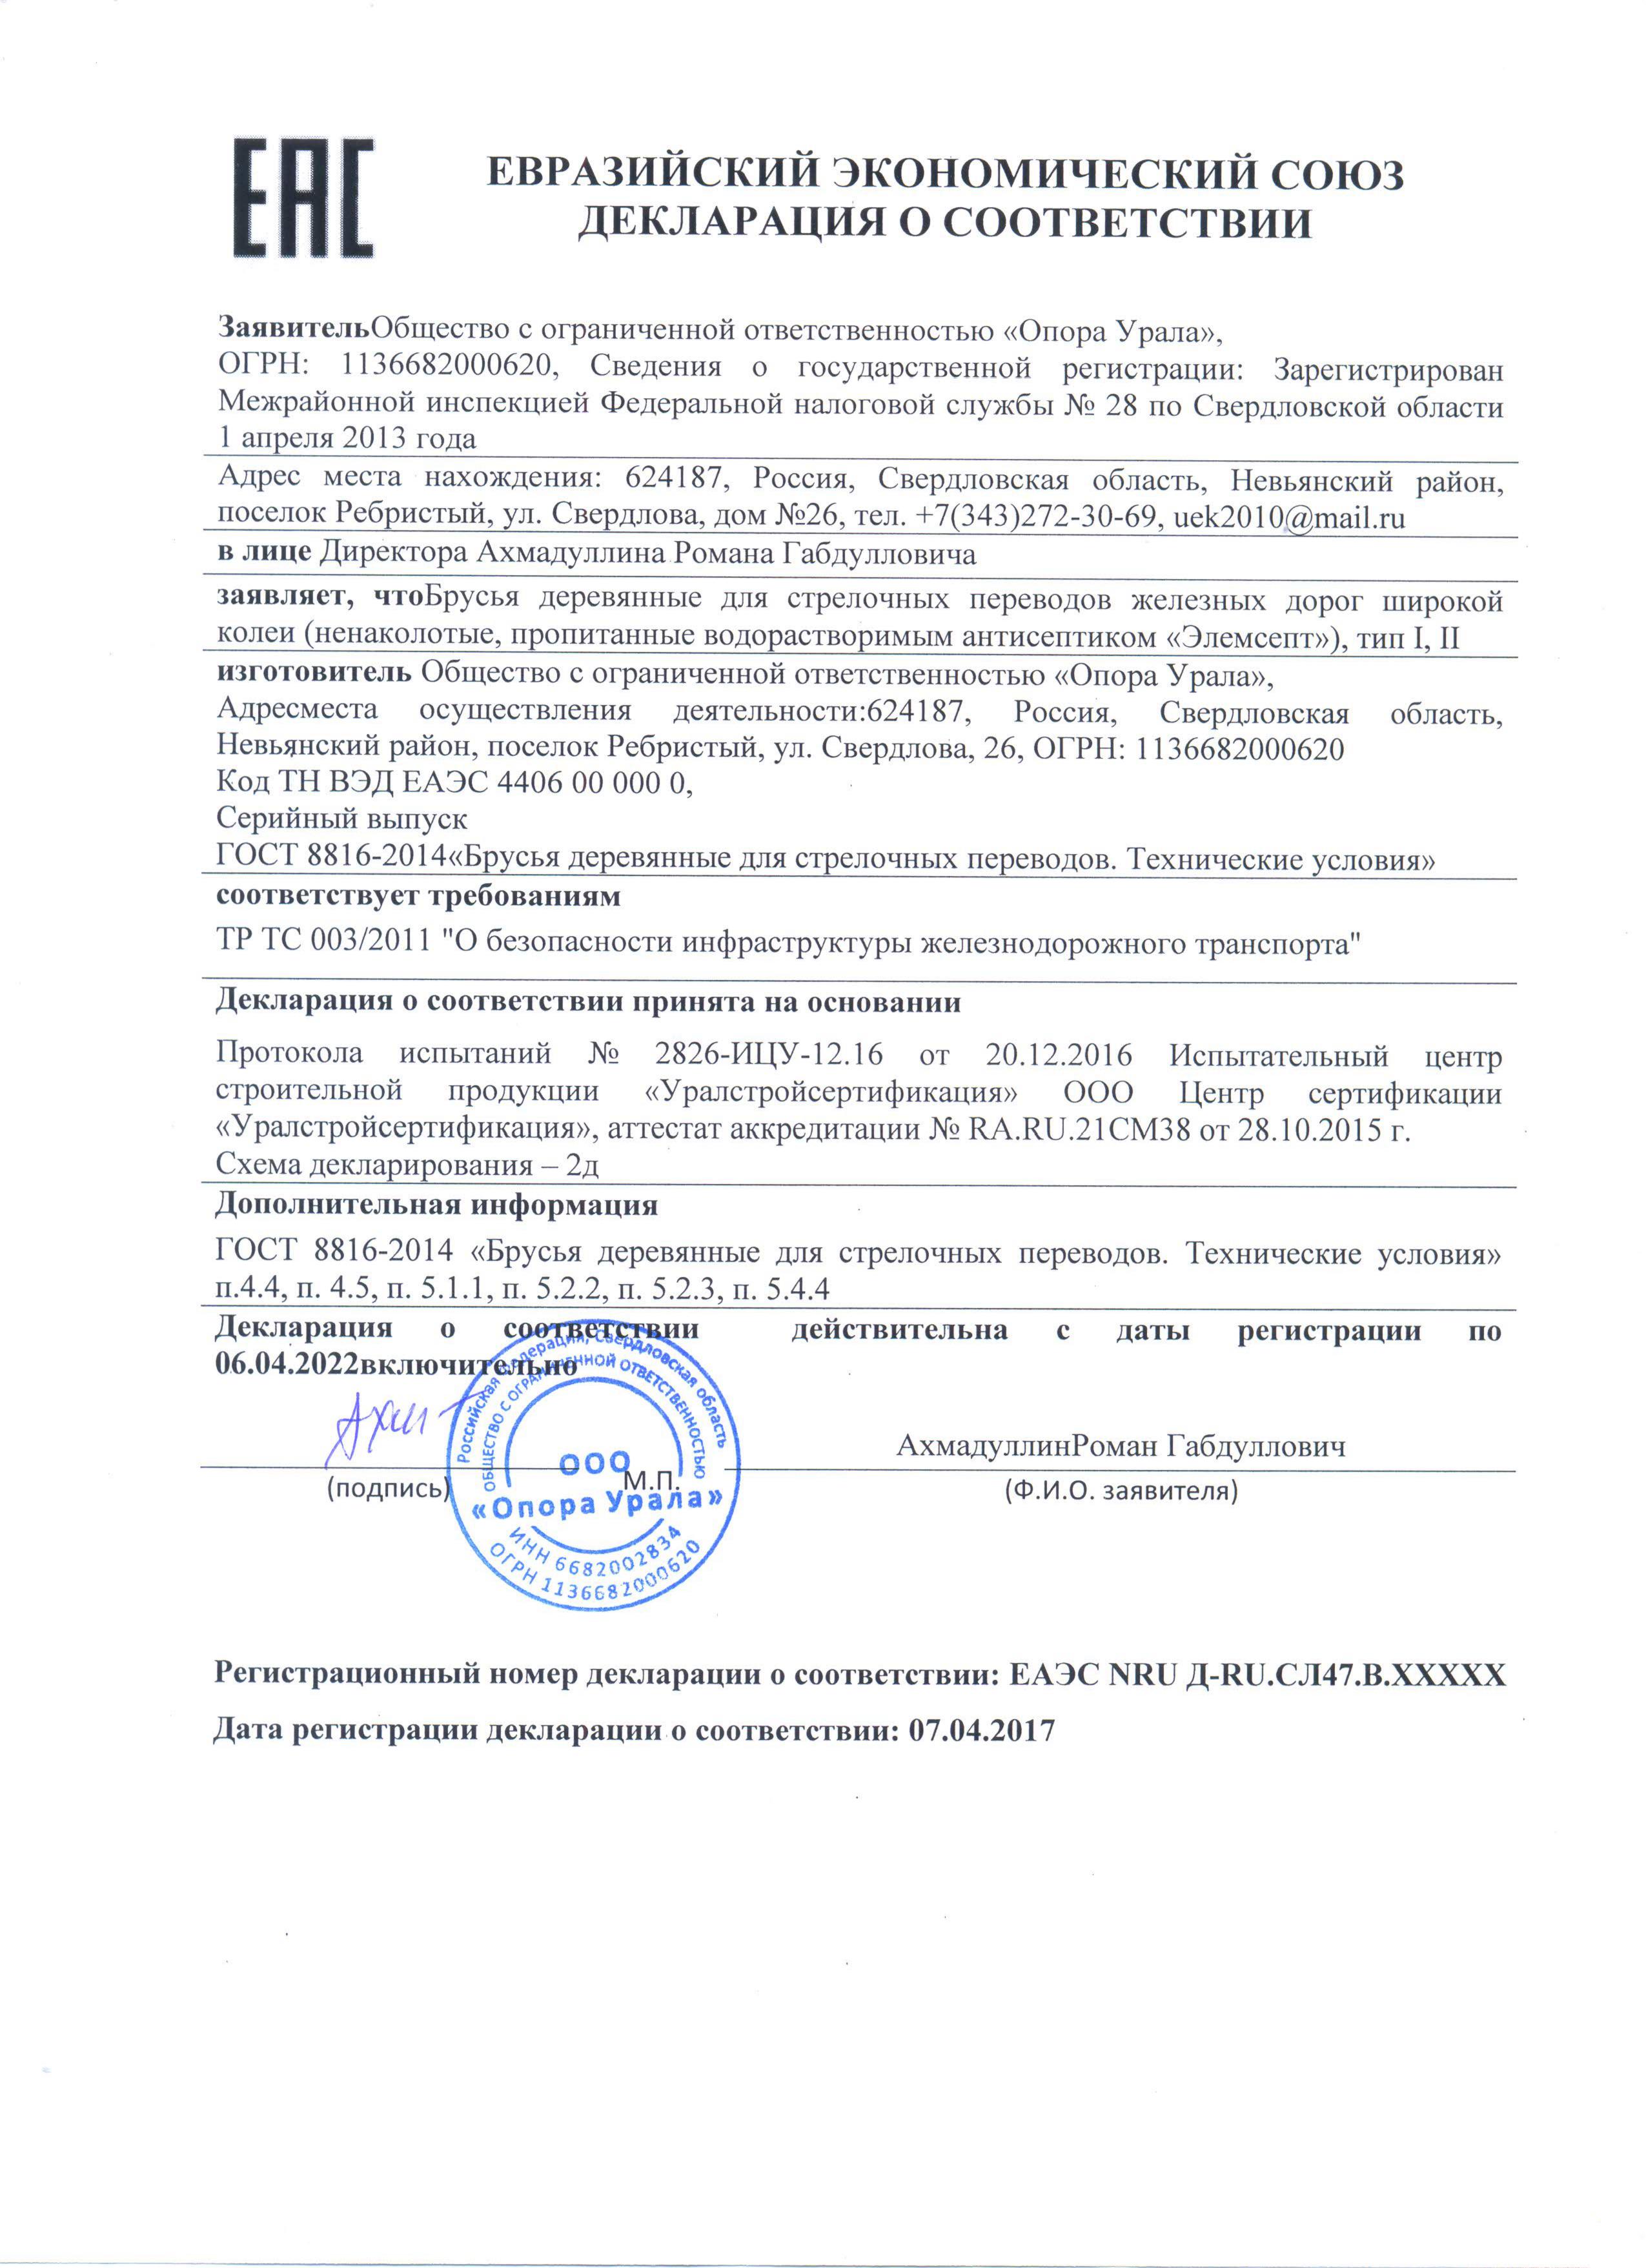 ЕАС
ЕВРАЗИЙСКИЙ ЭКОНОМИЧЕСКИЙ СОЮЗ
ДЕКЛАРАЦИЯ О СООТВЕТСТВИИ
ЗаявительОбщество с ограниченной ответственностью «Опора Урала»,
ОГРН: 1136682000620, Сведения о государственной регистрации: Зарегистрирован
Межрайонной инспекцией Федеральной налоговой службы № 28 по Свердловской области
1 апреля 2013 года
Адрес места нахождения: 624187, Россия, Свердловская область, Невьянский район,
поселок Ребристый, ул. Свердлова, дом №26, тел. +7(343)272-30-69, uek2010@mail.ru
в лице Директора Ахмадуллина Романа Габдулловича
заявляет, чтоБрусья деревянные для стрелочных переводов железных дорог широкой
колеи (ненаколотые, пропитанные водорастворимым антисептиком «Элемсепт»), тип I, II
изготовитель Общество с ограниченной ответственностью «Опора Урала»,
Адресместа осуществления деятельности:624187, Россия, Свердловская область,
Невьянский район, поселок Ребристый, ул. Свердлова, 26, ОГРН: 1136682000620
Код ТН ВЭД ЕАЭС 4406 00 000 0,
Серийный выпуск
ГОСТ 8816-2014«Брусья деревянные для стрелочных переводов. Технические условия»
соответствует требованиям
ТР ТС 003/2011 "О безопасности инфраструктуры железнодорожного транспорта"
Декларация о соответствии принята на основании
Протокола испытаний № 2826-ИЦУ-12.16 от 20.12.2016 Испытательный центр
строительной продукции «Уралстройсертификация» ООО Центр сертификации
«Уралстройсертификация», аттестат аккредитации № RA.RU.21СМ38 от 28.10.2015 г.
Схема декларирования – 2д
Дополнительная информация
ГОСТ 8816-2014 «Брусья деревянные для стрелочных переводов. Технические условия»
п.4.4, п. 4.5, п. 5.1.1, п. 5.2.2, п. 5.2.3, п. 5.4.4
Декларация о соответствии действительна с даты регистрации по
06.04.2022включительно
Российская Федерация, Свердловская область
ОБЩЕСТВО С ОГРАНИЧЕННОЙ ОТВЕТСТВЕННОСТЬЮ
ООО
«Опора Урала»
ИНН 6682002834
ОГРН 1136682000620
АхмадуллинРоман Габдуллович
(подпись)
М.П.
(Ф.И.О. заявителя)
Регистрационный номер декларации о соответствии: ЕАЭС NRU Д-RU.СЛ47.В.XXXXX
Дата регистрации декларации о соответствии: 07.04.2017